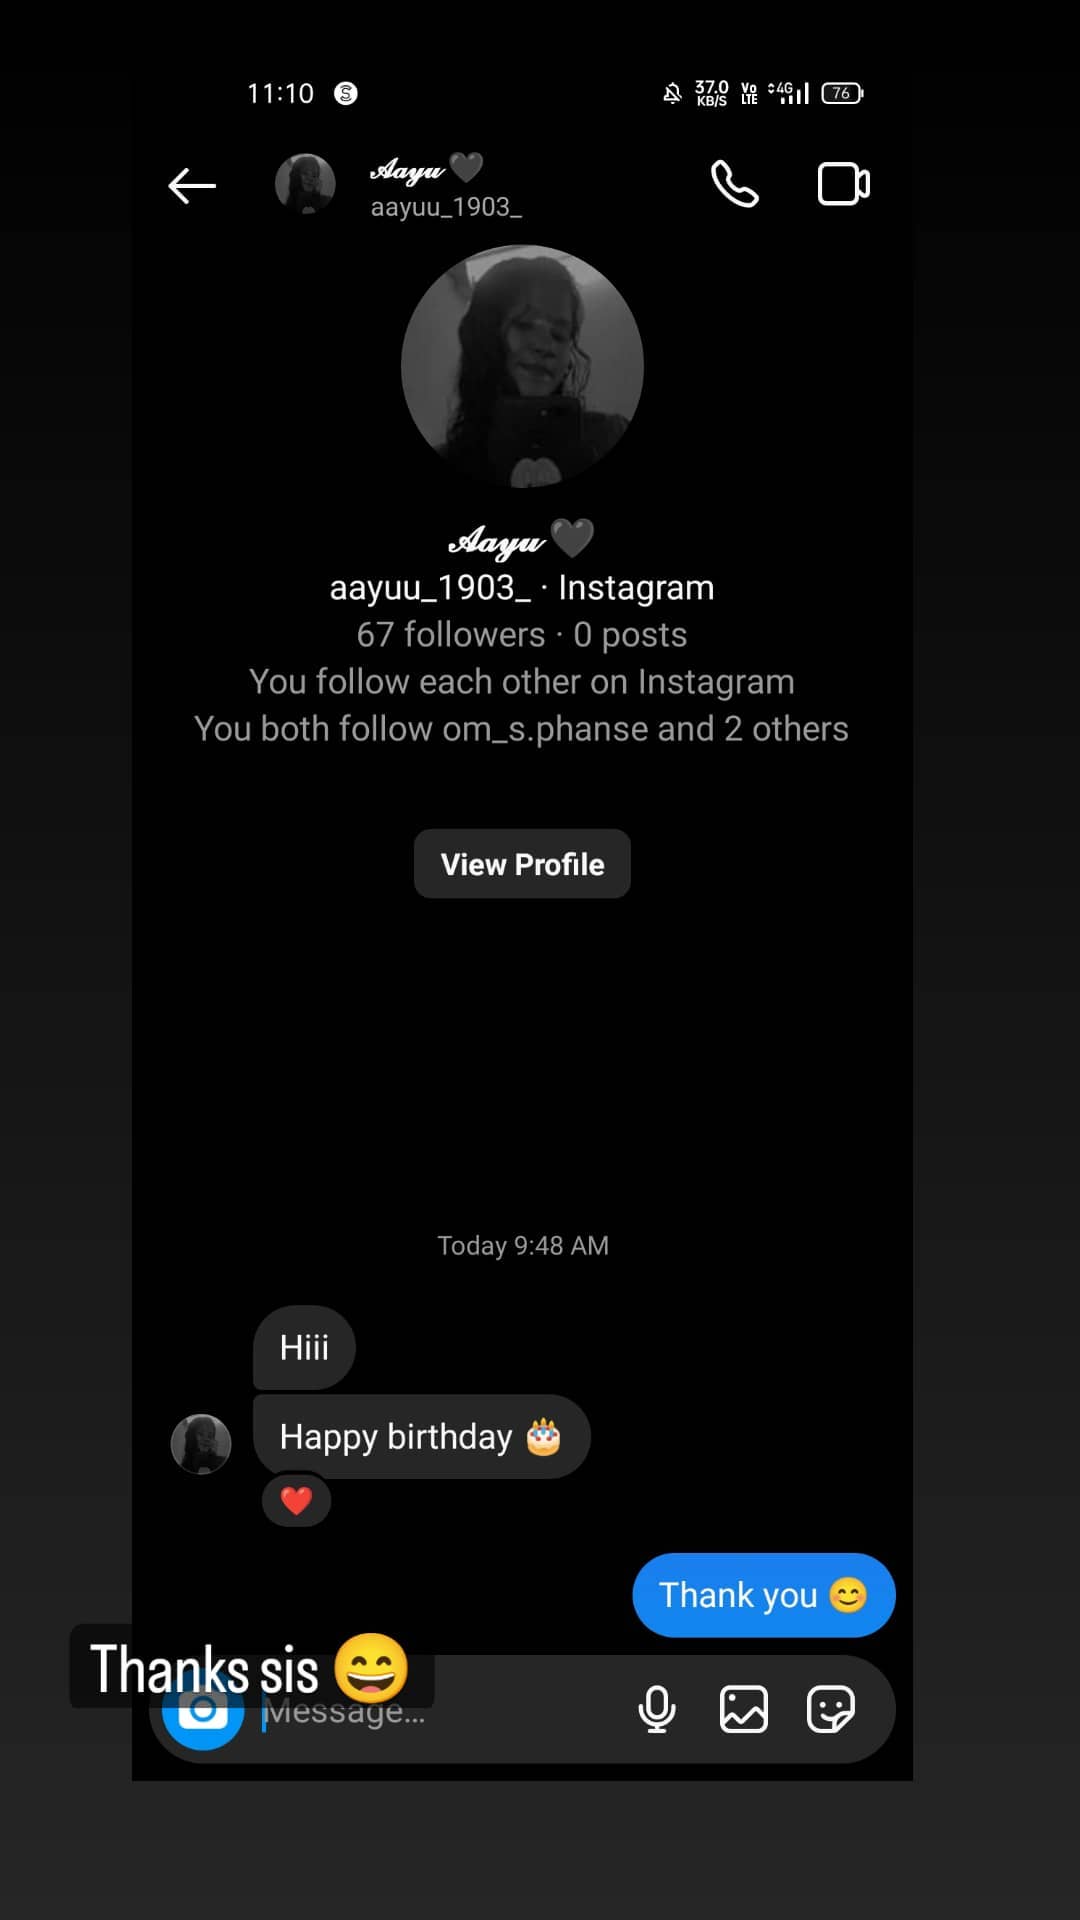 11:10 37.0 KB/S Vo LTE 4G 76
𝓐𝓪𝔂𝓾🖤
aayuu_1903_
𝓐𝓪𝔂𝓾🖤
aayuu_1903_ · Instagram
67 followers · 0 posts
You follow each other on Instagram
You both follow om_s.phanse and 2 others
View Profile
Today 9:48 AM
Hiii
Happy birthday 🎂
❤️
Thank you 😊
Thanks sis 😄
Message...